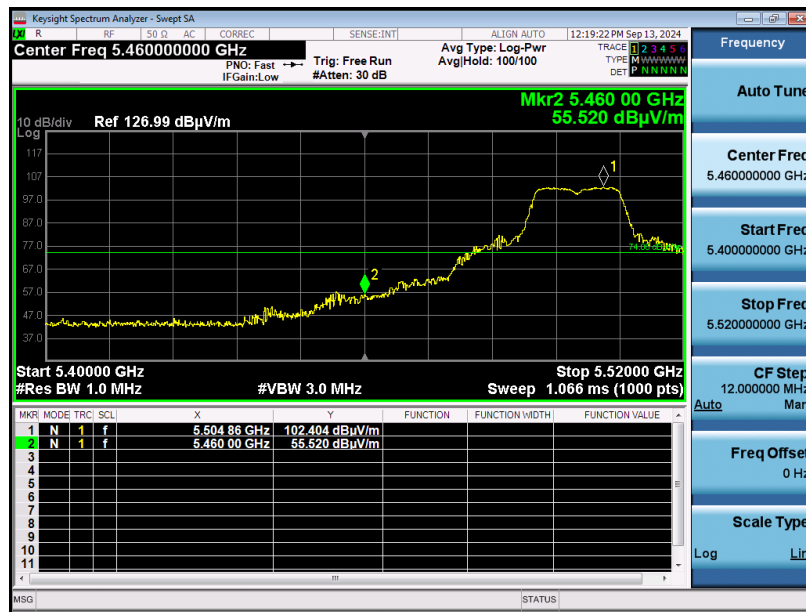 Keysight Spectrum Analyzer - Swept SA
LXI R RF 50 Ω AC CORREC SENSE:INT ALIGN AUTO 12:19:22 PM Sep 13, 2024
Center Freq 5.460000000 GHz
PNO: Fast
IFGain:Low
Trig: Free Run
#Atten: 30 dB
Avg Type: Log-Pwr
Avg|Hold: 100/100
TRACE 1 2 3 4 5 6
TYPE M W W W W W
DET P N N N N N
Mkr2 5.460 00 GHz
55.520 dBµV/m
10 dB/div Ref 126.99 dBµV/m
Log
117
107
97.0
87.0
77.0
67.0
57.0
47.0
37.0
1
2
Start 5.40000 GHz Stop 5.52000 GHz
#Res BW 1.0 MHz #VBW 3.0 MHz Sweep 1.066 ms (1000 pts)
MKR MODE TRC SCL X Y FUNCTION FUNCTION WIDTH FUNCTION VALUE
1 N 1 f 5.504 86 GHz 102.404 dBµV/m
2 N 1 f 5.460 00 GHz 55.520 dBµV/m
3
4
5
6
7
8
9
10
11
MSG STATUS
Frequency
Auto Tune
Center Freq
5.460000000 GHz
Start Freq
5.400000000 GHz
Stop Freq
5.520000000 GHz
CF Step
12.000000 MHz
Auto Man
Freq Offset
0 Hz
Scale Type
Log Lin